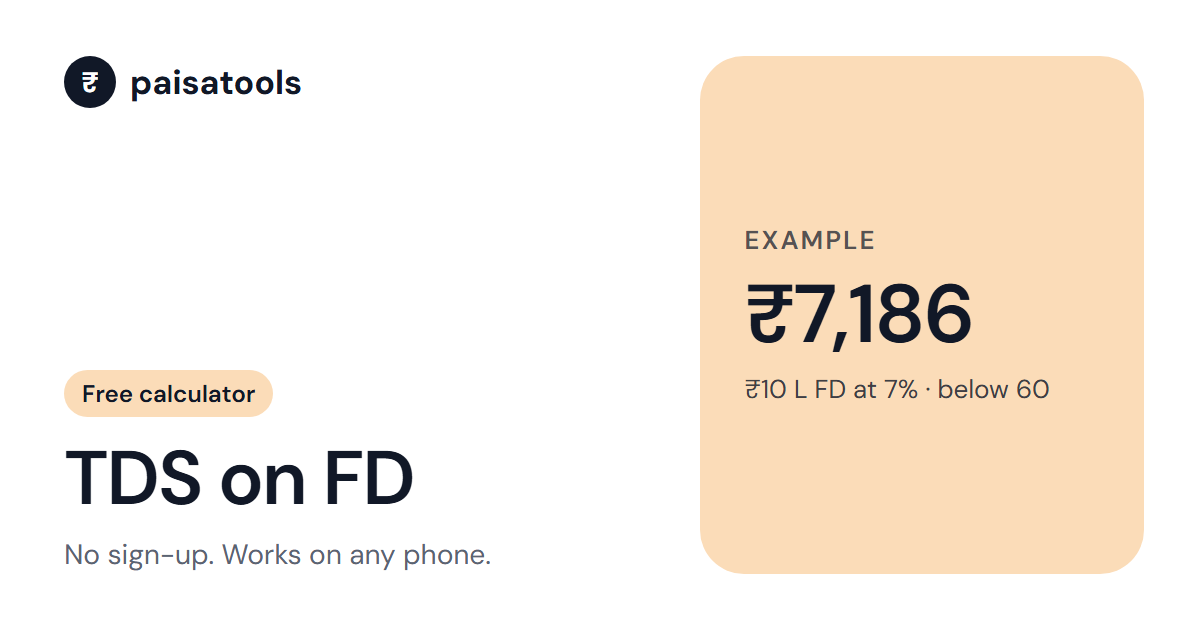 ₹ paisatools
Free calculator
TDS on FD
No sign-up. Works on any phone.
EXAMPLE
₹7,186
₹10 L FD at 7% · below 60